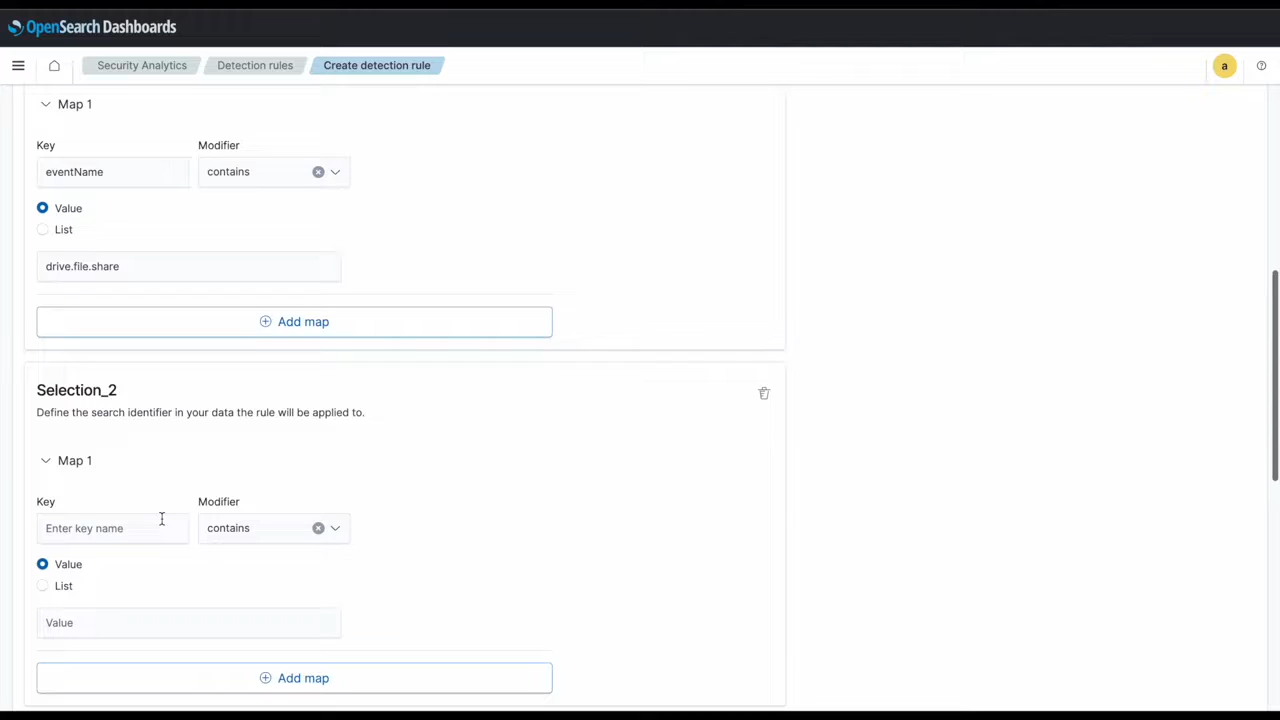 OpenSearch Dashboards
Security Analytics Detection rules Create detection rule a
Map 1
Key Modifier
eventName contains
Value
List
drive.file.share
Add map
Selection_2
Define the search identifier in your data the rule will be applied to.
Map 1
Key Modifier
Enter key name contains
Value
List
Value
Add map